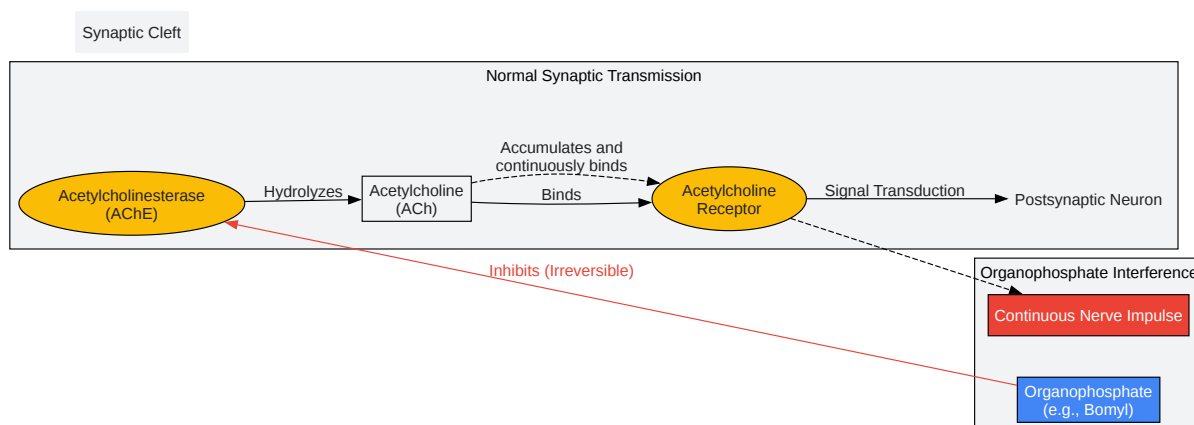 Synaptic Cleft
Normal Synaptic Transmission
Acetylcholinesterase
(AChE)
Hydrolyzes
Acetylcholine
(ACh)
Accumulates and
continuously binds
Binds
Acetylcholine
Receptor
Signal Transduction
Postsynaptic Neuron
Inhibits (Irreversible)
Organophosphate Interference
Continuous Nerve Impulse
Organophosphate
(e.g., Bomyl)